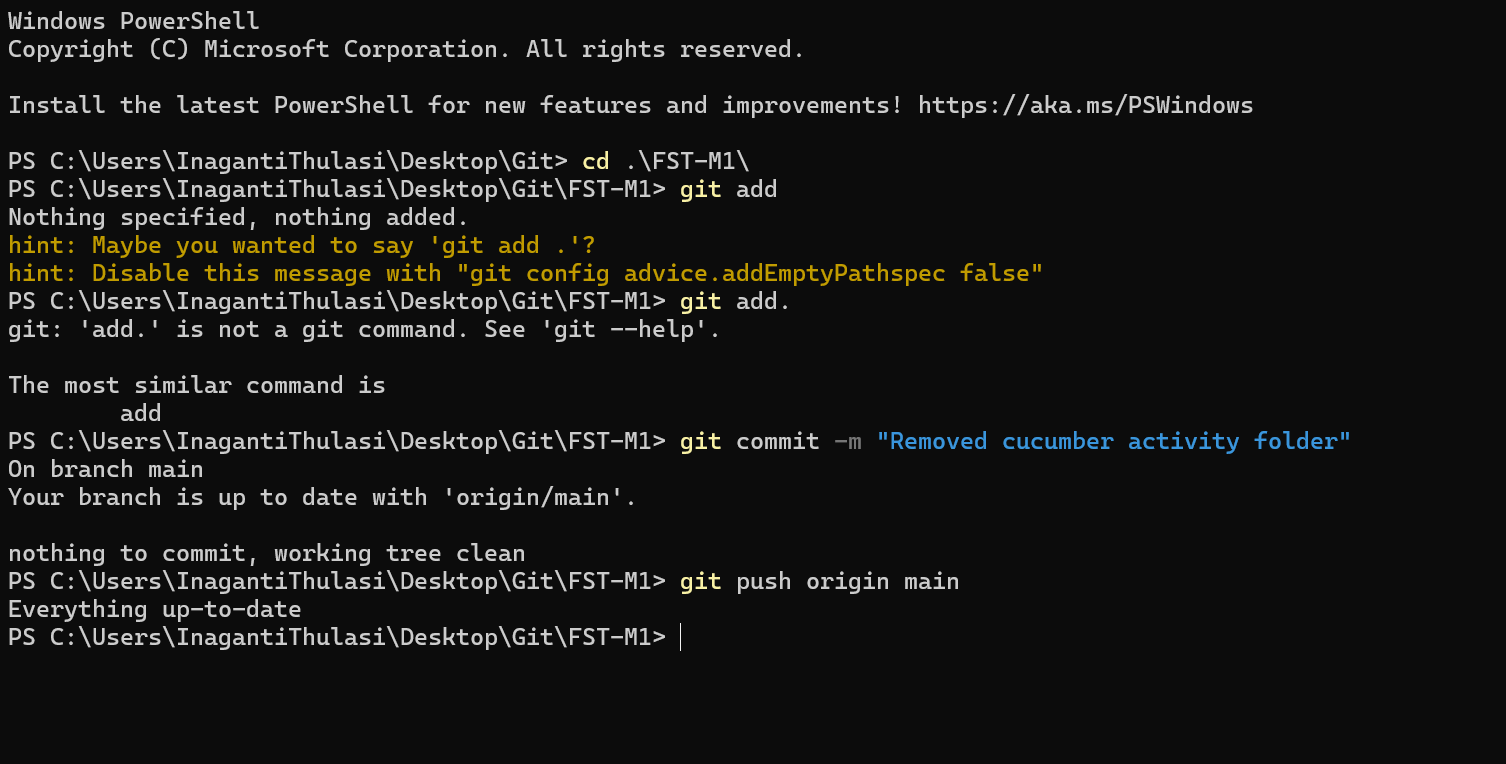 Windows PowerShell
Copyright (C) Microsoft Corporation. All rights reserved.
Install the latest PowerShell for new features and improvements! https://aka.ms/PSWindows
PS C:\Users\InagantiThulasi\Desktop\Git> cd .\FST-M1\
PS C:\Users\InagantiThulasi\Desktop\Git\FST-M1> git add
Nothing specified, nothing added.
hint: Maybe you wanted to say 'git add .'?
hint: Disable this message with "git config advice.addEmptyPathspec false"
PS C:\Users\InagantiThulasi\Desktop\Git\FST-M1> git add.
git: 'add.' is not a git command. See 'git --help'.
The most similar command is
add
PS C:\Users\InagantiThulasi\Desktop\Git\FST-M1> git commit -m "Removed cucumber activity folder"
On branch main
Your branch is up to date with 'origin/main'.
nothing to commit, working tree clean
PS C:\Users\InagantiThulasi\Desktop\Git\FST-M1> git push origin main
Everything up-to-date
PS C:\Users\InagantiThulasi\Desktop\Git\FST-M1>